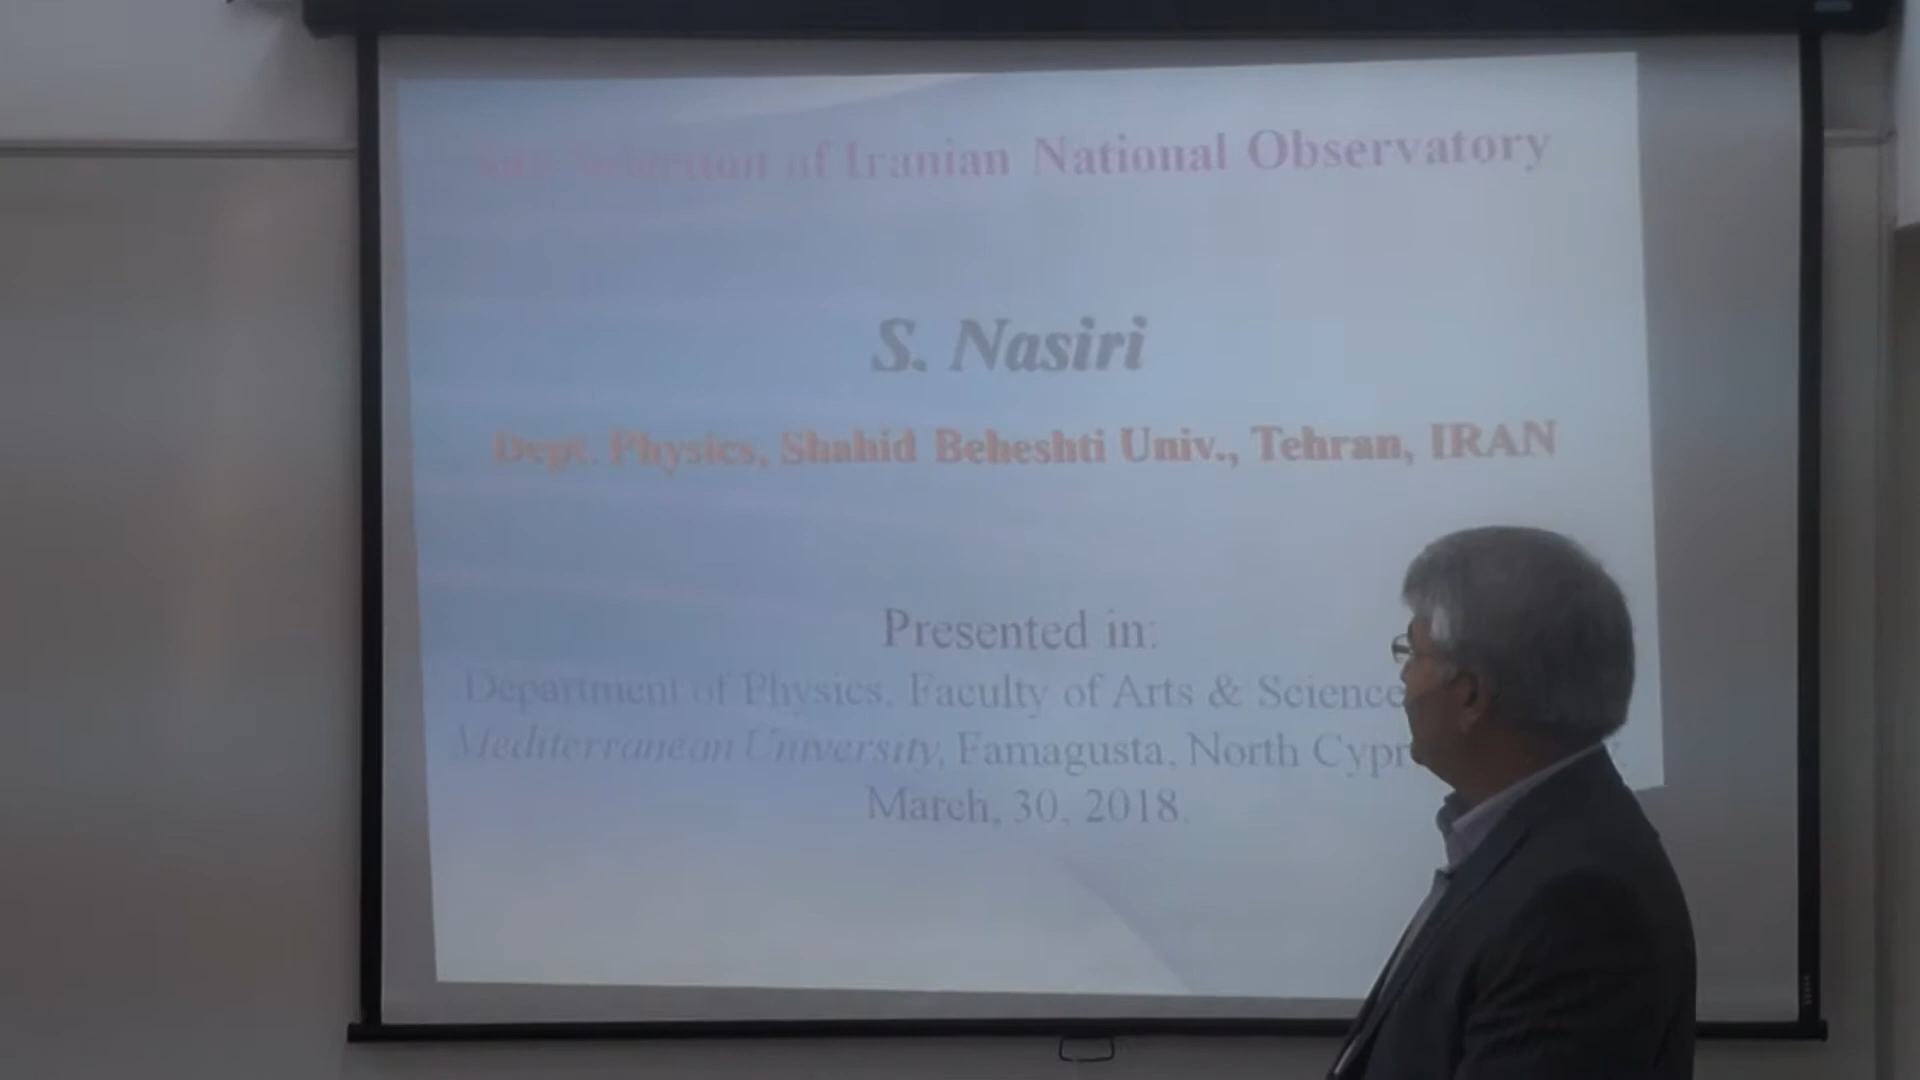 Site Selection of Iranian National Observatory
S. Nasiri
Dept. Physics, Shahid Beheshti Univ., Tehran, IRAN
Presented in:
Department of Physics, Faculty of Arts & Science
Mediterranean University, Famagusta, North Cypr
March, 30, 2018.